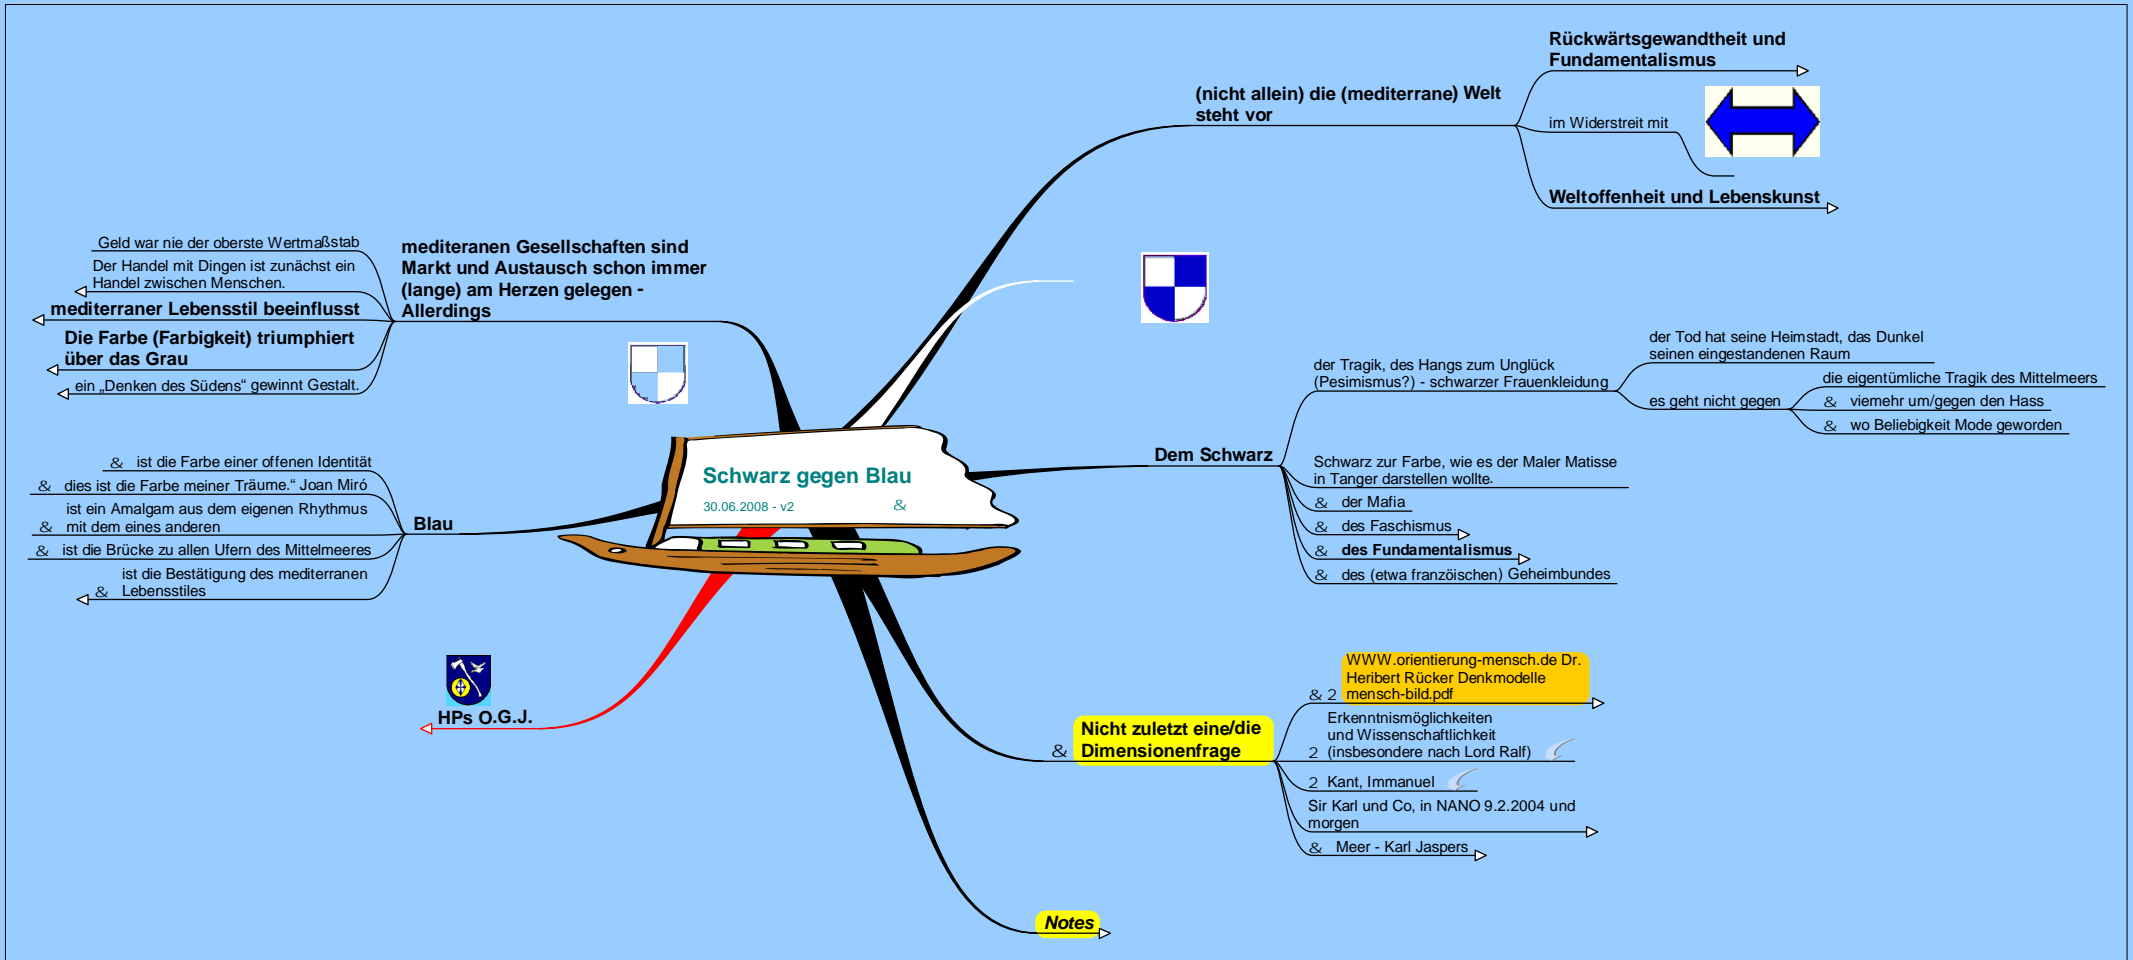 Rückwärtsgewandtheit und
Fundamentalismus
(nicht allein) die (mediterrane) Welt
steht vor
im Widerstreit mit
Weltoffenheit und Lebenskunst
Geld war nie der oberste Wertmaßstab
Der Handel mit Dingen ist zunächst ein
Handel zwischen Menschen.
mediterraner Lebensstil beeinflusst
Die Farbe (Farbigkeit) triumphiert
über das Grau
ein „Denken des Südens“ gewinnt Gestalt.
mediteranen Gesellschaften sind
Markt und Austausch schon immer
(lange) am Herzen gelegen -
Allerdings
der Tod hat seine Heimstadt, das Dunkel
seinen eingestandenen Raum
der Tragik, des Hangs zum Unglück
(Pesimismus?) - schwarzer Frauenkleidung
die eigentümliche Tragik des Mittelmeers
es geht nicht gegen
& viemehr um/gegen den Hass
& wo Beliebigkeit Mode geworden
Dem Schwarz
Schwarz zur Farbe, wie es der Maler Matisse
in Tanger darstellen wollte.
& der Mafia
& des Faschismus
& des Fundamentalismus
& des (etwa französischen) Geheimbundes
Schwarz gegen Blau
30.06.2008 - v2 &
& ist die Farbe einer offenen Identität
& dies ist die Farbe meiner Träume.“ Joan Miró
ist ein Amalgam aus dem eigenen Rhythmus
& mit dem eines anderen
Blau
& ist die Brücke zu allen Ufern des Mittelmeeres
ist die Bestätigung des mediterranen
& Lebensstiles
HPs O.G.J.
WWW.orientierung-mensch.de Dr.
Heribert Rücker Denkmodelle
& 2 mensch-bild.pdf
Erkenntnismöglichkeiten
und Wissenschaftlichkeit
2 (insbesondere nach Lord Ralf)
Nicht zuletzt eine/die
& Dimensionenfrage
2 Kant, Immanuel
Sir Karl und Co, in NANO 9.2.2004 und
morgen
& Meer - Karl Jaspers
Notes